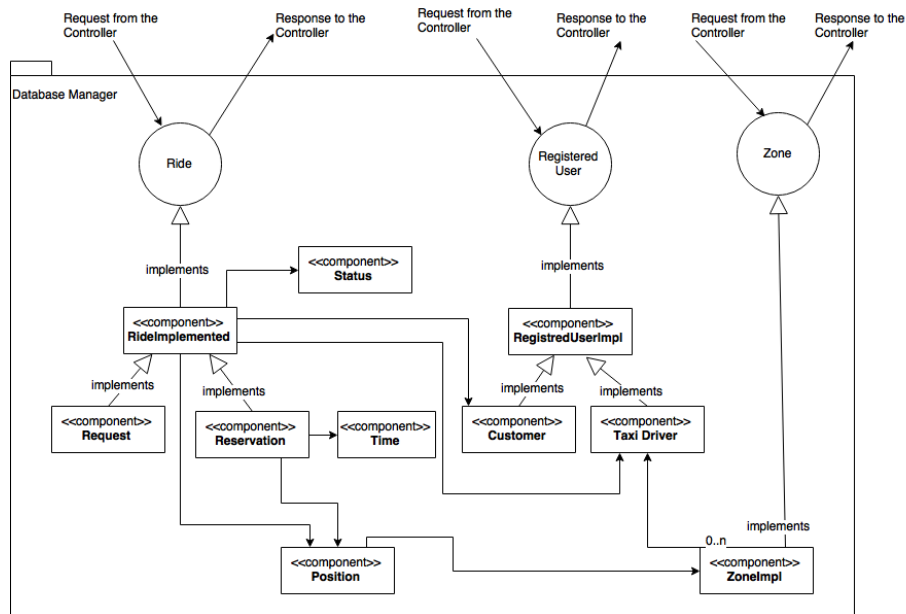 Request from the
Controller
Response to the
Controller
Request from the
Controller
Response to the
Controller
Request from the
Controller
Response to the
Controller
Database Manager
Ride
Registered
User
Zone
implements
<<component>>
Status
implements
<<component>>
RideImplemented
<<component>>
RegistredUserImpl
implements
implements
implements
implements
<<component>>
Request
<<component>>
Reservation
<<component>>
Time
<<component>>
Customer
<<component>>
Taxi Driver
implements
0..n
<<component>>
Position
<<component>>
ZoneImpl